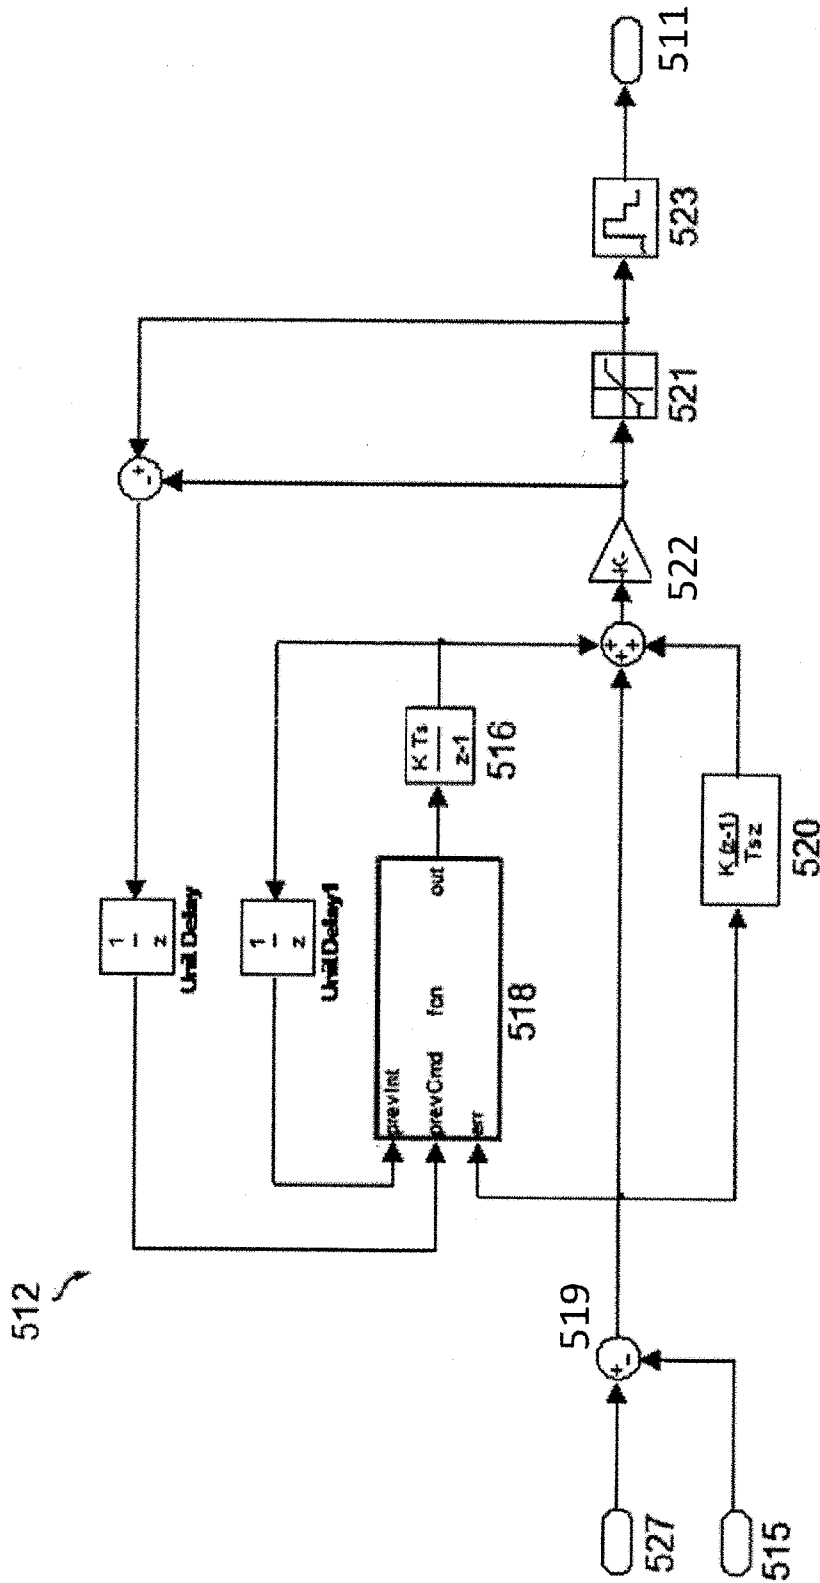 512
1
z
Unit Delay
1
z
Unit Delay1
prevInt
prevCmd
err
fcn
out
518
K Ts
z-1
516
+
-
+
-
519
527
515
K (z-1)
Ts z
520
+
+
+
-K-
522
521
523
511